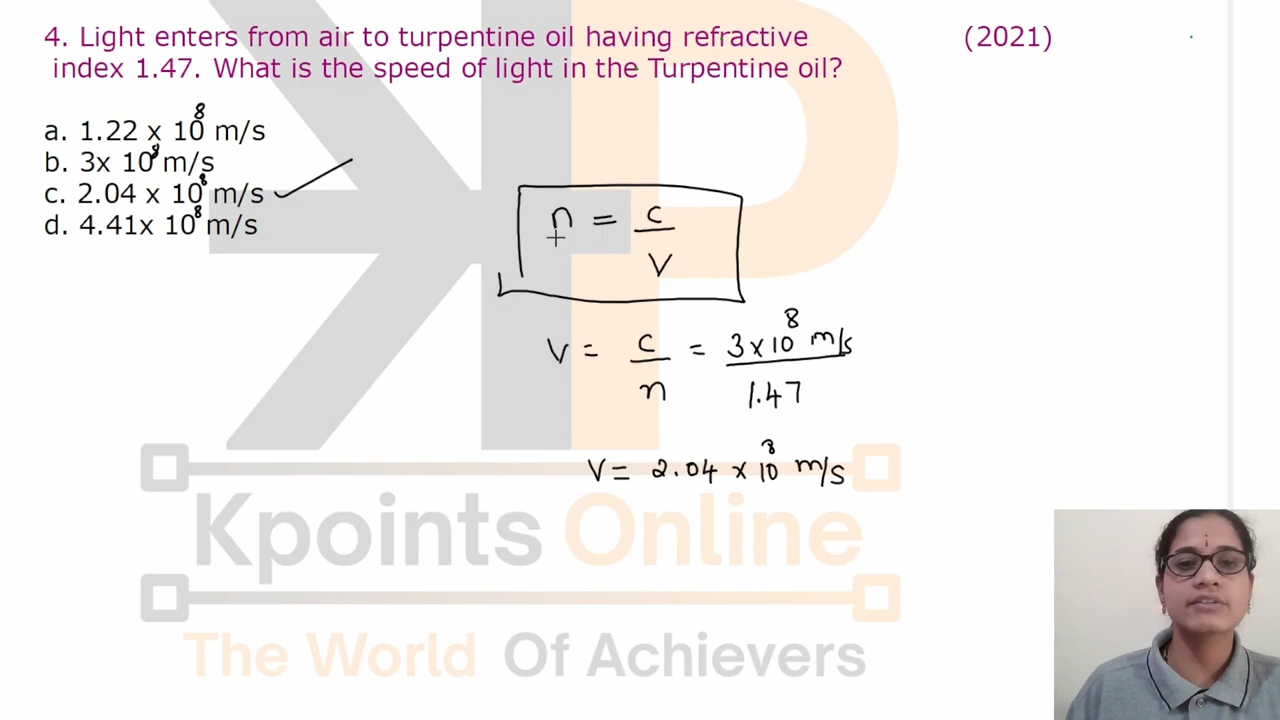 4. Light enters from air to turpentine oil having refractive (2021)
index 1.47. What is the speed of light in the Turpentine oil?
a. 1.22 x 10⁸ m/s
b. 3x 10⁸ m/s
c. 2.04 x 10⁸ m/s
d. 4.41x 10⁸ m/s
n = c/v
v = c/n = 3 x 10⁸ m/s / 1.47
v = 2.04 x 10⁸ m/s
Kpoints Online
The World Of Achievers